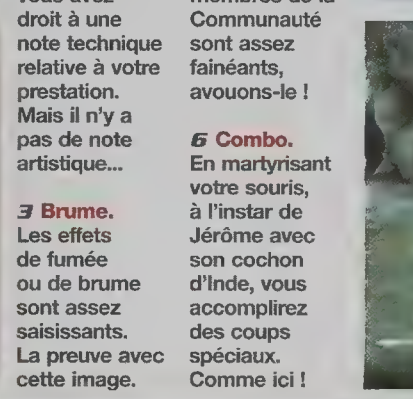 droit à une
note technique
relative à votre
prestation.
Mais il n'y a
pas de note
artistique...
3 Brume.
Les effets
de fumée
ou de brume
sont assez
saisissants.
La preuve avec
cette image.
Communauté
sont assez
fainéants,
avouons-le !
6 Combo.
En martyrisant
votre souris,
à l'instar de
Jérôme avec
son cochon
d'Inde, vous
accomplirez
des coups
spéciaux.
Comme ici !